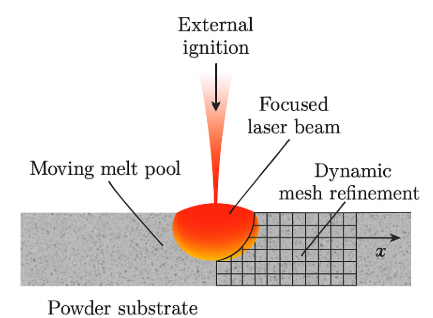 External
ignition
Focused
laser beam
Moving melt pool
Dynamic
mesh refinement
x
Powder substrate